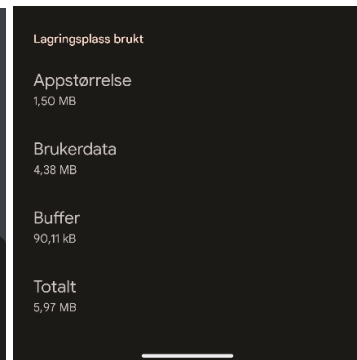 Lagringsplass brukt
Appstørrelse
1,50 MB
Brukerdata
4,38 MB
Buffer
90,11 kB
Totalt
5,97 MB